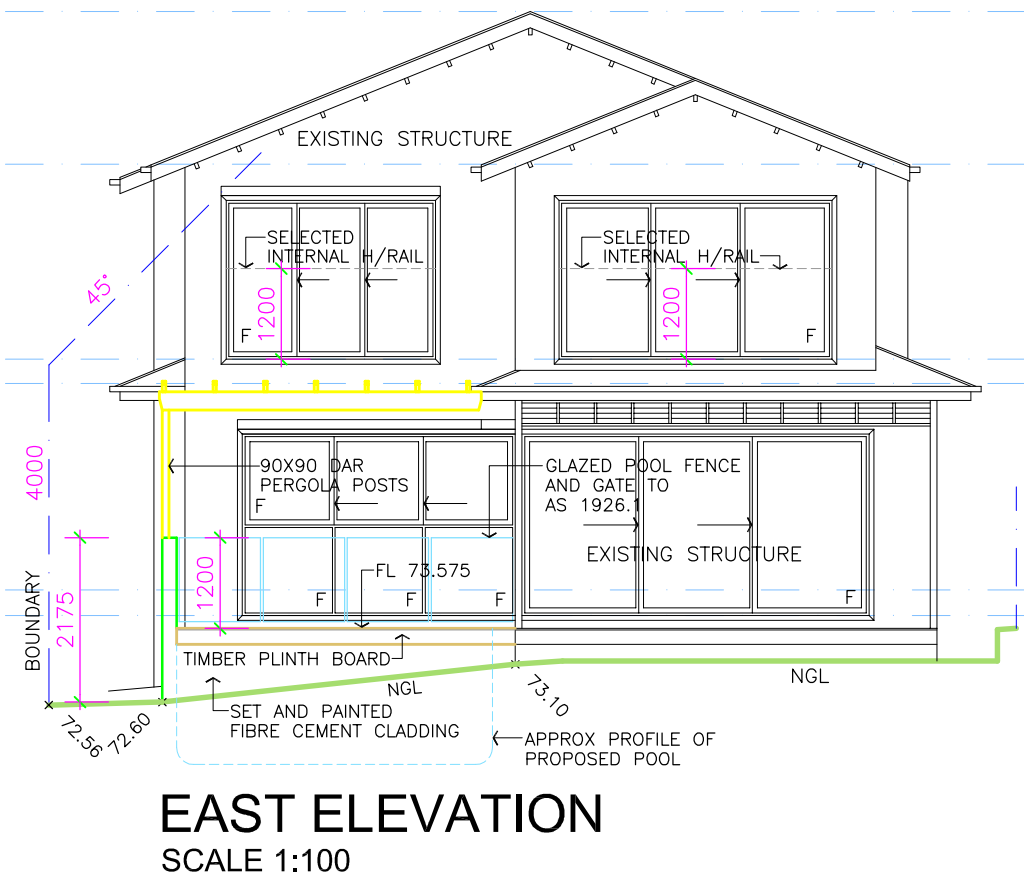 EXISTING STRUCTURE
SELECTED
INTERNAL H/RAIL
SELECTED
INTERNAL H/RAIL
45°
1200
F
1200
F
4000
90X90 DAR
PERGOLA POSTS
F
GLAZED POOL FENCE
AND GATE TO
AS 1926.1
EXISTING STRUCTURE
2175
1200
FL 73.575
F
F
F
F
BOUNDARY
TIMBER PLINTH BOARD
NGL
NGL
72.56
72.60
73.10
SET AND PAINTED
FIBRE CEMENT CLADDING
APPROX PROFILE OF
PROPOSED POOL
EAST ELEVATION
SCALE 1:100